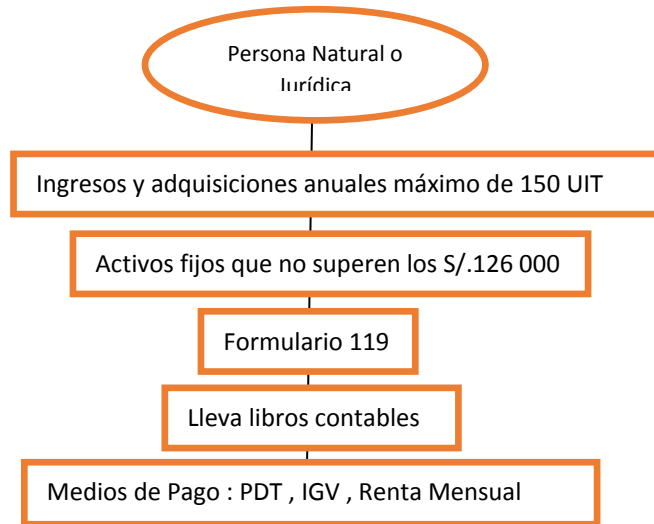 Persona Natural o
Jurídica
Ingresos y adquisiciones anuales máximo de 150 UIT
Activos fijos que no superen los S/.126 000
Formulario 119
Lleva libros contables
Medios de Pago : PDT , IGV , Renta Mensual